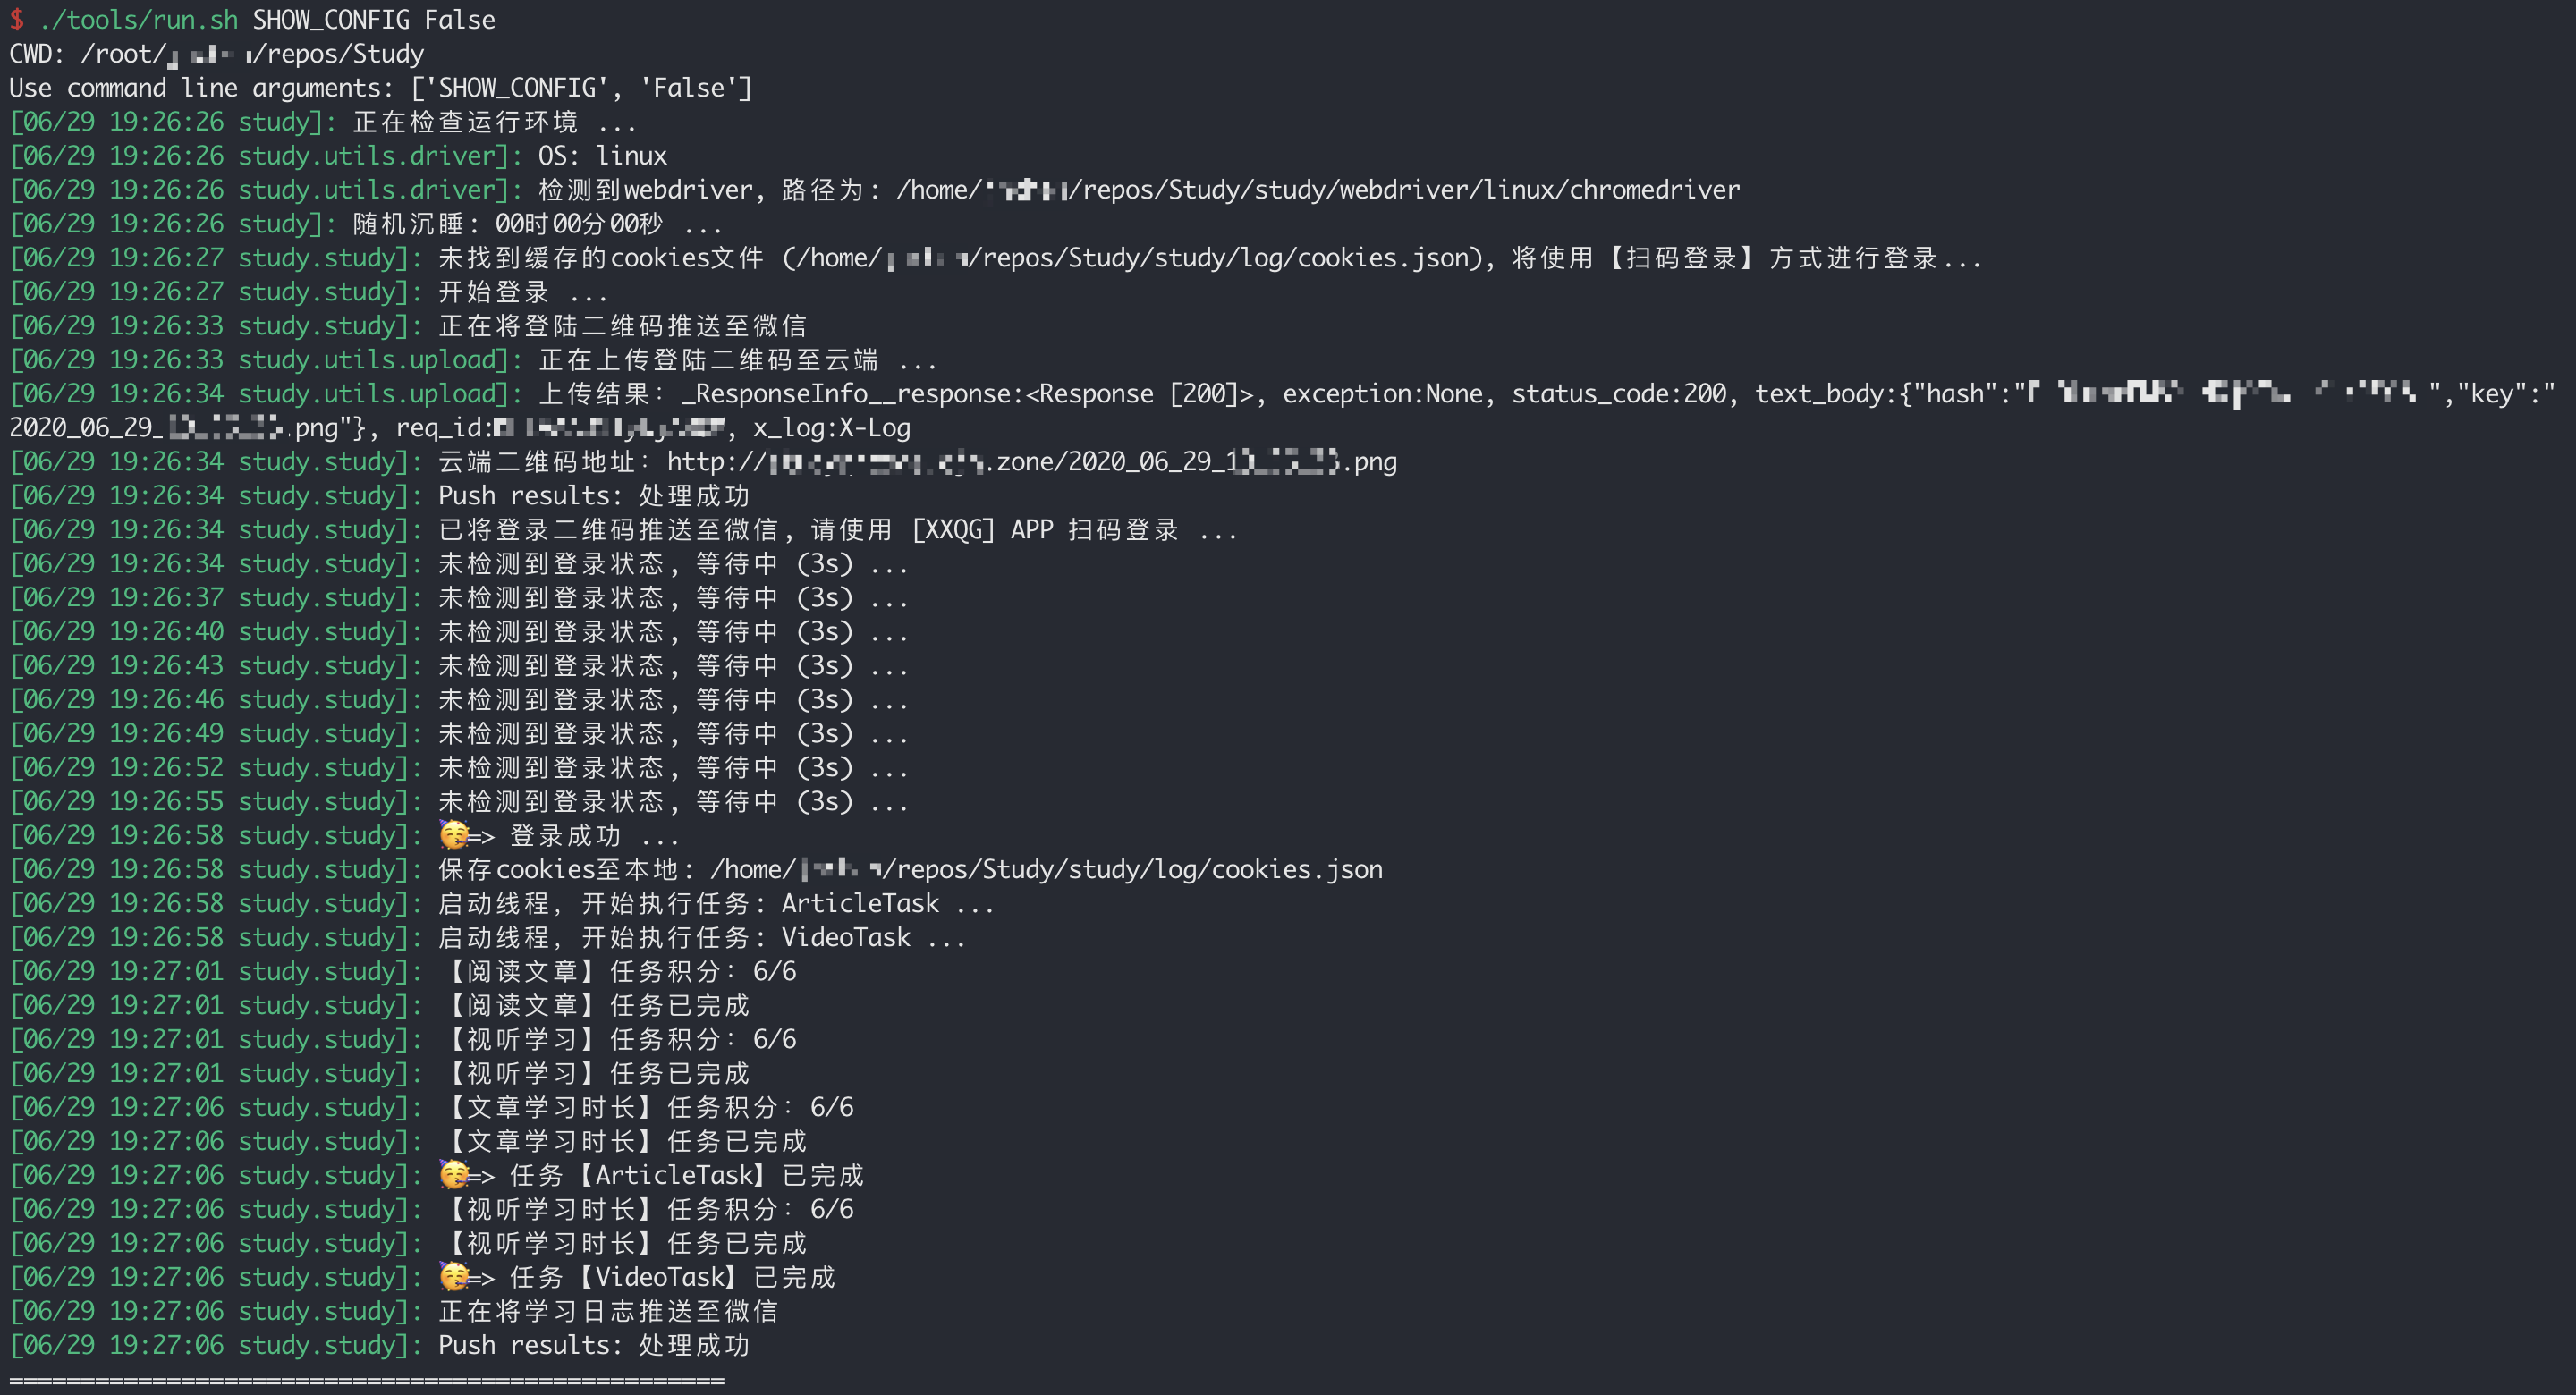 $ ./tools/run.sh SHOW_CONFIG False
CWD: /root/ /repos/Study
Use command line arguments: ['SHOW_CONFIG', 'False']
[06/29 19:26:26 study]: 正在检查运行环境 ...
[06/29 19:26:26 study.utils.driver]: OS: linux
[06/29 19:26:26 study.utils.driver]: 检测到webdriver, 路径为: /home/ /repos/Study/study/webdriver/linux/chromedriver
[06/29 19:26:26 study]: 随机沉睡: 00时00分00秒 ...
[06/29 19:26:27 study.study]: 未找到缓存的cookies文件 (/home/ /repos/Study/study/log/cookies.json), 将使用【扫码登录】方式进行登录...
[06/29 19:26:27 study.study]: 开始登录 ...
[06/29 19:26:33 study.study]: 正在将登陆二维码推送至微信
[06/29 19:26:33 study.utils.upload]: 正在上传登陆二维码至云端 ...
[06/29 19:26:34 study.utils.upload]: 上传结果: _ResponseInfo__response:<Response [200]>, exception:None, status_code:200, text_body:{"hash":" ","key":"
2020_06_29_ .png"}, req_id: , x_log:X-Log
[06/29 19:26:34 study.study]: 云端二维码地址: http:// .zone/2020_06_29_1 .png
[06/29 19:26:34 study.study]: Push results: 处理成功
[06/29 19:26:34 study.study]: 已将登录二维码推送至微信, 请使用 [XXQG] APP 扫码登录 ...
[06/29 19:26:34 study.study]: 未检测到登录状态, 等待中 (3s) ...
[06/29 19:26:37 study.study]: 未检测到登录状态, 等待中 (3s) ...
[06/29 19:26:40 study.study]: 未检测到登录状态, 等待中 (3s) ...
[06/29 19:26:43 study.study]: 未检测到登录状态, 等待中 (3s) ...
[06/29 19:26:46 study.study]: 未检测到登录状态, 等待中 (3s) ...
[06/29 19:26:49 study.study]: 未检测到登录状态, 等待中 (3s) ...
[06/29 19:26:52 study.study]: 未检测到登录状态, 等待中 (3s) ...
[06/29 19:26:55 study.study]: 未检测到登录状态, 等待中 (3s) ...
[06/29 19:26:58 study.study]: 🥳=> 登录成功 ...
[06/29 19:26:58 study.study]: 保存cookies至本地: /home/ /repos/Study/study/log/cookies.json
[06/29 19:26:58 study.study]: 启动线程, 开始执行任务: ArticleTask ...
[06/29 19:26:58 study.study]: 启动线程, 开始执行任务: VideoTask ...
[06/29 19:27:01 study.study]: 【阅读文章】任务积分: 6/6
[06/29 19:27:01 study.study]: 【阅读文章】任务已完成
[06/29 19:27:01 study.study]: 【视听学习】任务积分: 6/6
[06/29 19:27:01 study.study]: 【视听学习】任务已完成
[06/29 19:27:06 study.study]: 【文章学习时长】任务积分: 6/6
[06/29 19:27:06 study.study]: 【文章学习时长】任务已完成
[06/29 19:27:06 study.study]: 🥳=> 任务【ArticleTask】已完成
[06/29 19:27:06 study.study]: 【视听学习时长】任务积分: 6/6
[06/29 19:27:06 study.study]: 【视听学习时长】任务已完成
[06/29 19:27:06 study.study]: 🥳=> 任务【VideoTask】已完成
[06/29 19:27:06 study.study]: 正在将学习日志推送至微信
[06/29 19:27:06 study.study]: Push results: 处理成功
==================================================